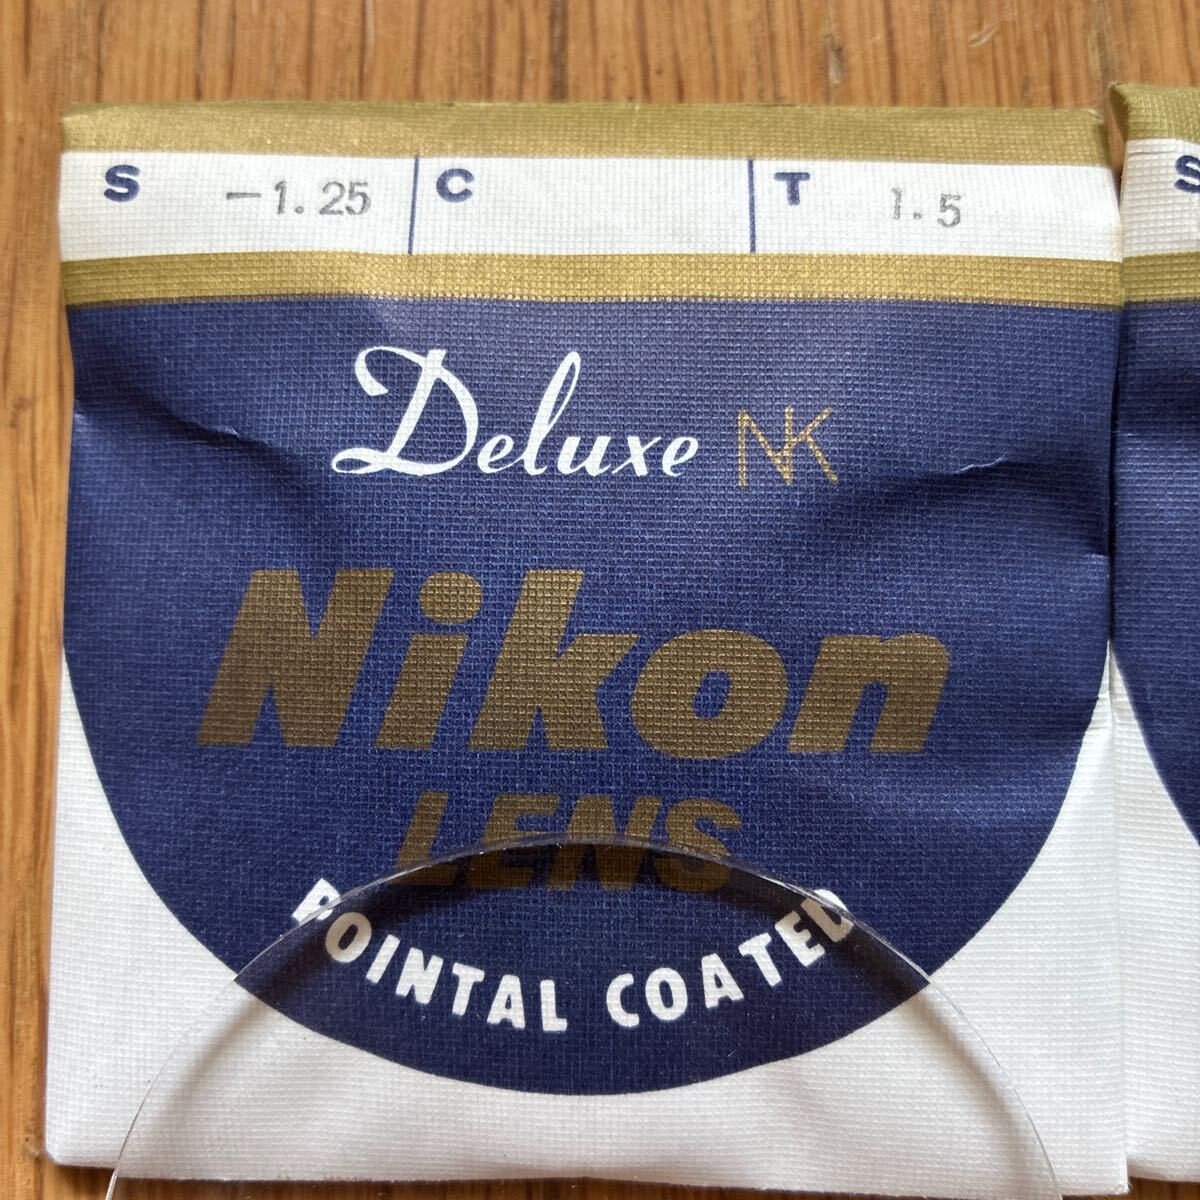 S -1.25 C T 1.5
S
Deluxe NK
Nikon
LENS
POINTAL COATED